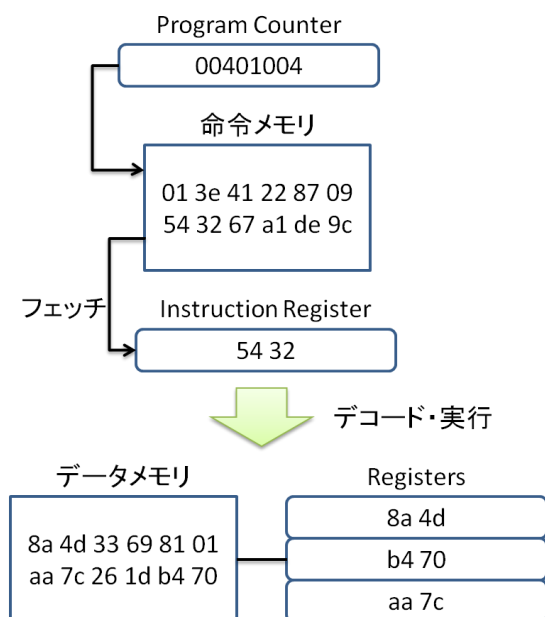 Program Counter
00401004
命令メモリ
01 3e 41 22 87 09
54 32 67 a1 de 9c
フェッチ
Instruction Register
54 32
デコード・実行
データメモリ
8a 4d 33 69 81 01
aa 7c 26 1d b4 70
Registers
8a 4d
b4 70
aa 7c